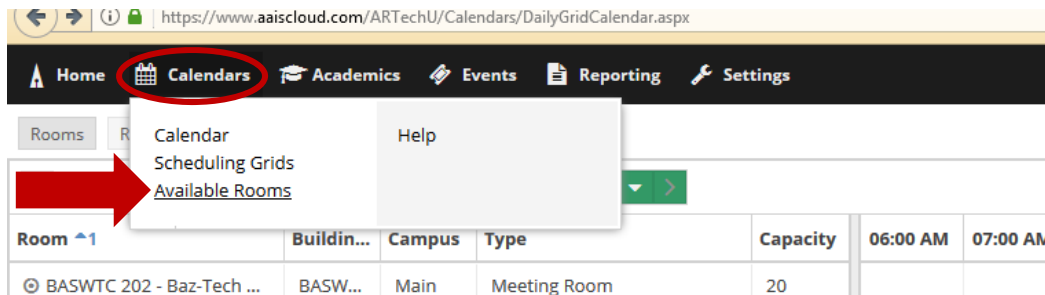 https://www.aaiscloud.com/ARTechU/Calendars/DailyGridCalendar.aspx
Home Calendars Academics Events Reporting Settings
Rooms R
Calendar Help
Scheduling Grids
Available Rooms
Room 1 Buildin... Campus Type Capacity 06:00 AM 07:00 AM
BASWTC 202 - Baz-Tech ... BASW... Main Meeting Room 20